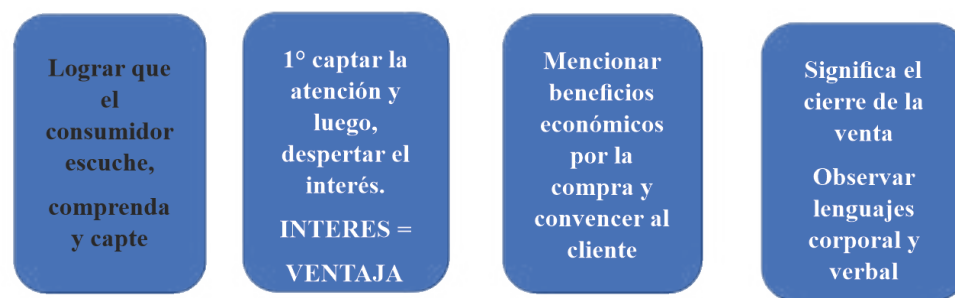 Lograr que
el
consumidor
escuche,
comprenda
y capte
1° captar la
atención y
luego,
despertar el
interés.
INTERES =
VENTAJA
Mencionar
beneficios
económicos
por la
compra y
convencer al
cliente
Significa el
cierre de la
venta
Observar
lenguajes
corporal y
verbal